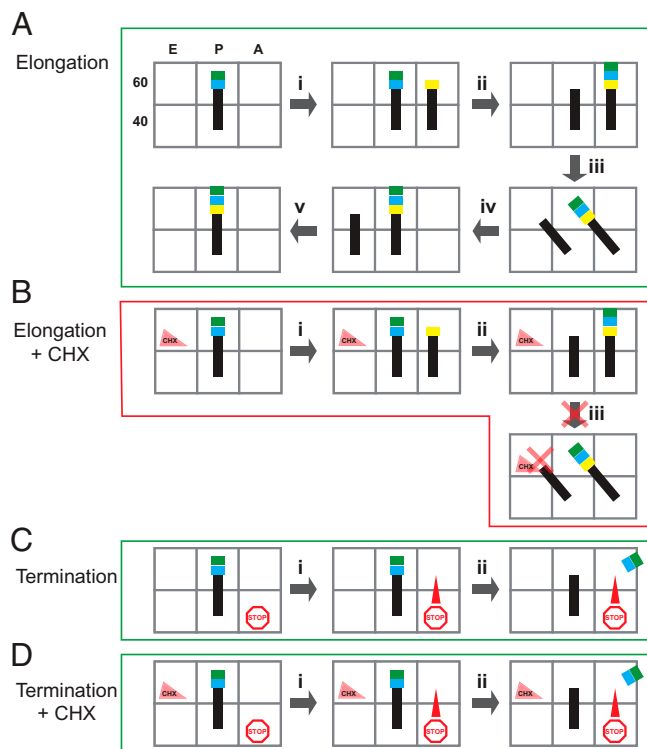 A
Elongation
E P A
60
40
i
ii
iii
iv
v
B
Elongation
+ CHX
CHX
i
CHX
ii
CHX
iii
CHX
C
Termination
STOP
i
STOP
ii
STOP
D
Termination
+ CHX
CHX
STOP
i
CHX
STOP
ii
CHX
STOP